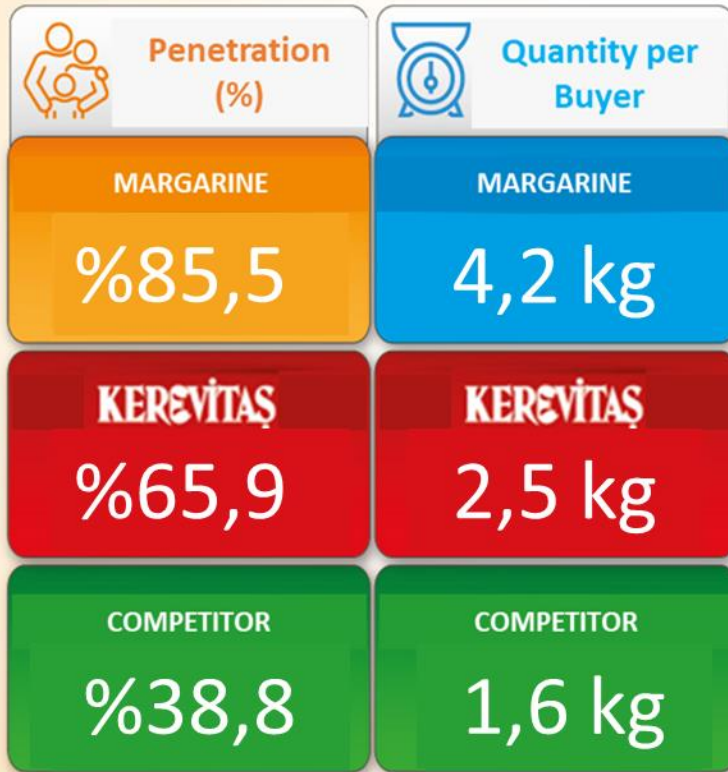 Penetration
(%)
Quantity per
Buyer
MARGARINE
%85,5
MARGARINE
4,2 kg
KEREVİTAŞ
%65,9
KEREVİTAŞ
2,5 kg
COMPETITOR
%38,8
COMPETITOR
1,6 kg